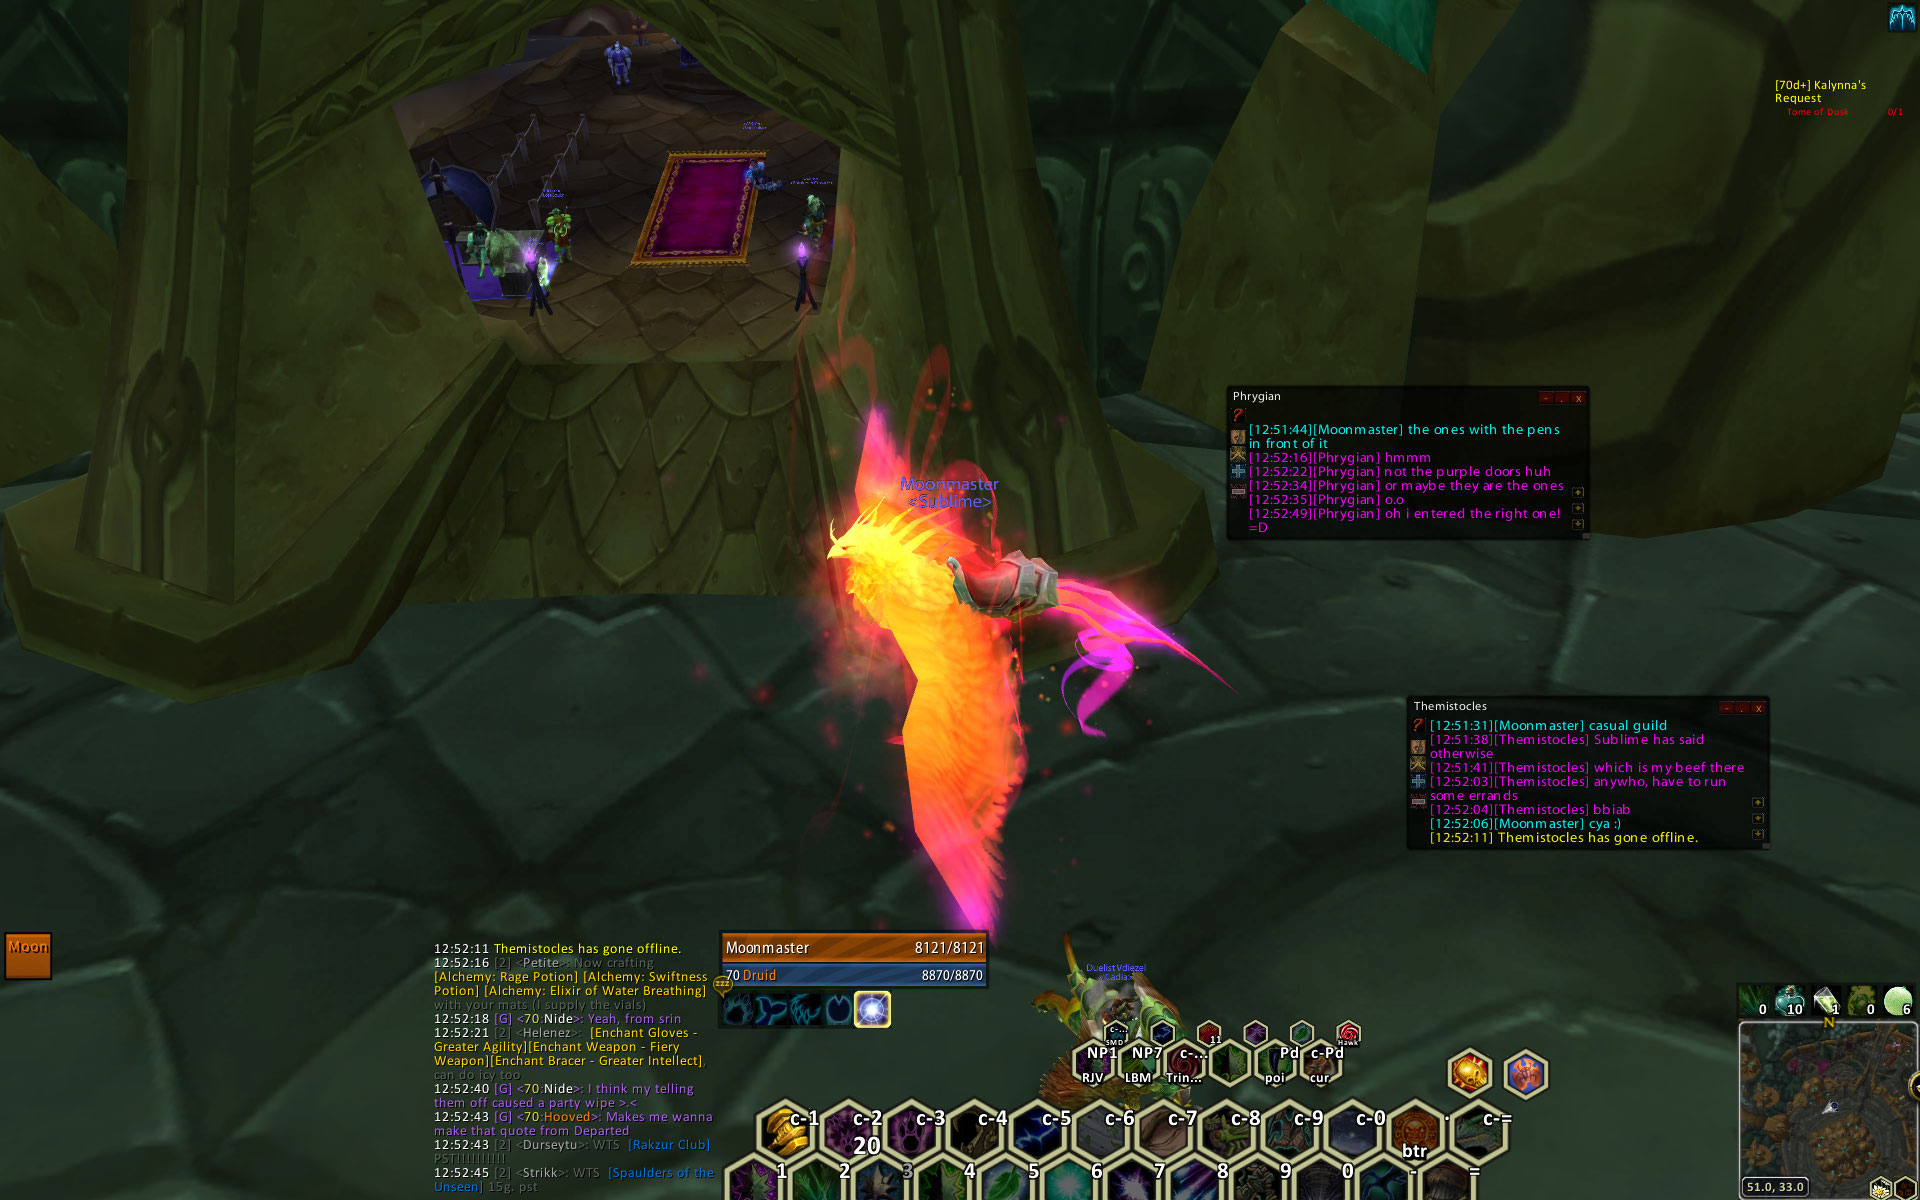 [70d+] Kalynna's
Request
Tome of Dusk 0/1
Phrygian
[12:51:44][Moonmaster] the ones with the pens
in front of it
[12:52:16][Phrygian] hmmm
[12:52:22][Phrygian] not the purple doors huh
[12:52:34][Phrygian] or maybe they are the ones
[12:52:35][Phrygian] o.o
[12:52:49][Phrygian] oh i entered the right one!
=D
Moonmaster
<Sublime>
Themistocles
[12:51:31][Moonmaster] casual guild
[12:51:38][Themistocles] Sublime has said
otherwise
[12:51:41][Themistocles] which is my beef there
[12:52:03][Themistocles] anywho, have to run
some errands
[12:52:04][Themistocles] bbiab
[12:52:06][Moonmaster] cya :)
[12:52:11] Themistocles has gone offline.
Moon
12:52:11 Themistocles has gone offline.
12:52:16 [2] <Petite>: Now crafting
[Alchemy: Rage Potion] [Alchemy: Swiftness
Potion] [Alchemy: Elixir of Water Breathing]
with your mats (I supply the vials)
12:52:18 [G] <70:Nide>: Yeah, from srin
12:52:21 [2] <Helenez>: [Enchant Gloves -
Greater Agility][Enchant Weapon - Fiery
Weapon][Enchant Bracer - Greater Intellect],
can do icy too
12:52:40 [G] <70:Nide>: I think my telling
them off caused a party wipe >.<
12:52:43 [G] <70:Hooved>: Makes me wanna
make that quote from Departed
12:52:43 [2] <Durseytu>: WTS [Rakzur Club]
PST!!!!!!!!!!
12:52:45 [2] <Strikk>: WTS [Spaulders of the
Unseen] 15g. pst
Moonmaster 8121/8121
70 Druid 8870/8870
zzz
DuelistVdiezel
<Cadia>
c-... SMD 11 Hawk
NP1 NP7 c-... Pd c-Pd
RJV LBM Trin... poi cur
c-1 c-2 c-3 c-4 c-5 c-6 c-7 c-8 c-9 c-0 c-=
20 btr
1 2 3 4 5 6 7 8 9 0 - =
0 10 1 0 6
N
51.0, 33.0